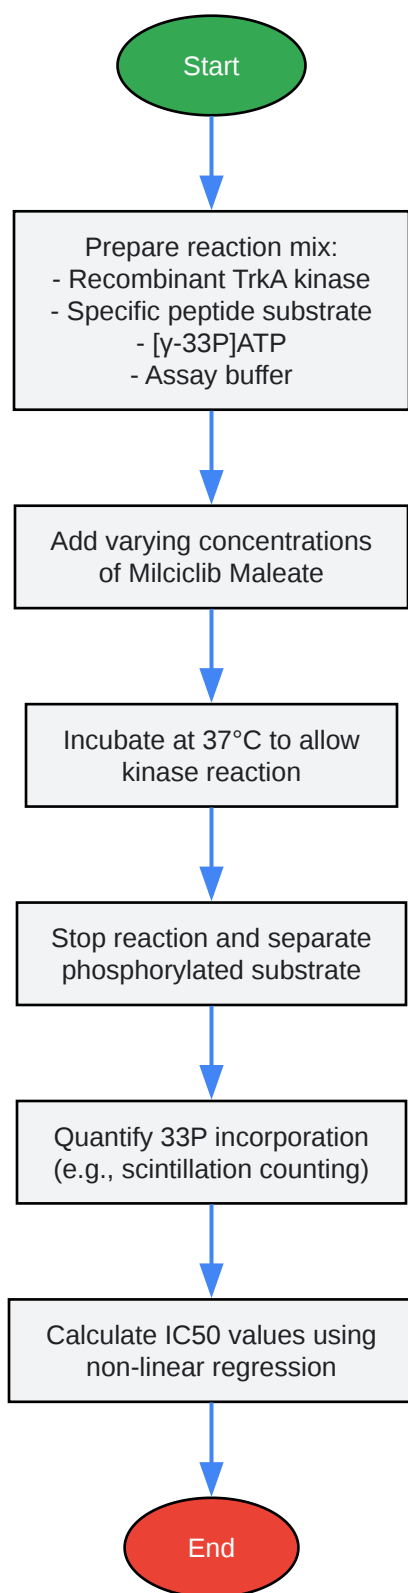 Start
Prepare reaction mix:
- Recombinant TrkA kinase
- Specific peptide substrate
- [γ-33P]ATP
- Assay buffer
Add varying concentrations
of Milciclib Maleate
Incubate at 37°C to allow
kinase reaction
Stop reaction and separate
phosphorylated substrate
Quantify 33P incorporation
(e.g., scintillation counting)
Calculate IC50 values using
non-linear regression
End